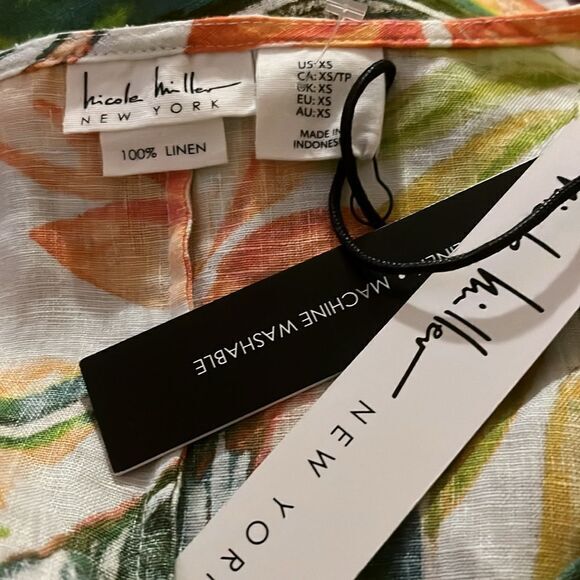 nicole miller
NEW YORK
100% LINEN
US: XS
CA: XS/TP
UK: XS
EU: XS
AU: XS
MADE IN
INDONES
MACHINE WASHABLE
nicole miller
NEW YORK